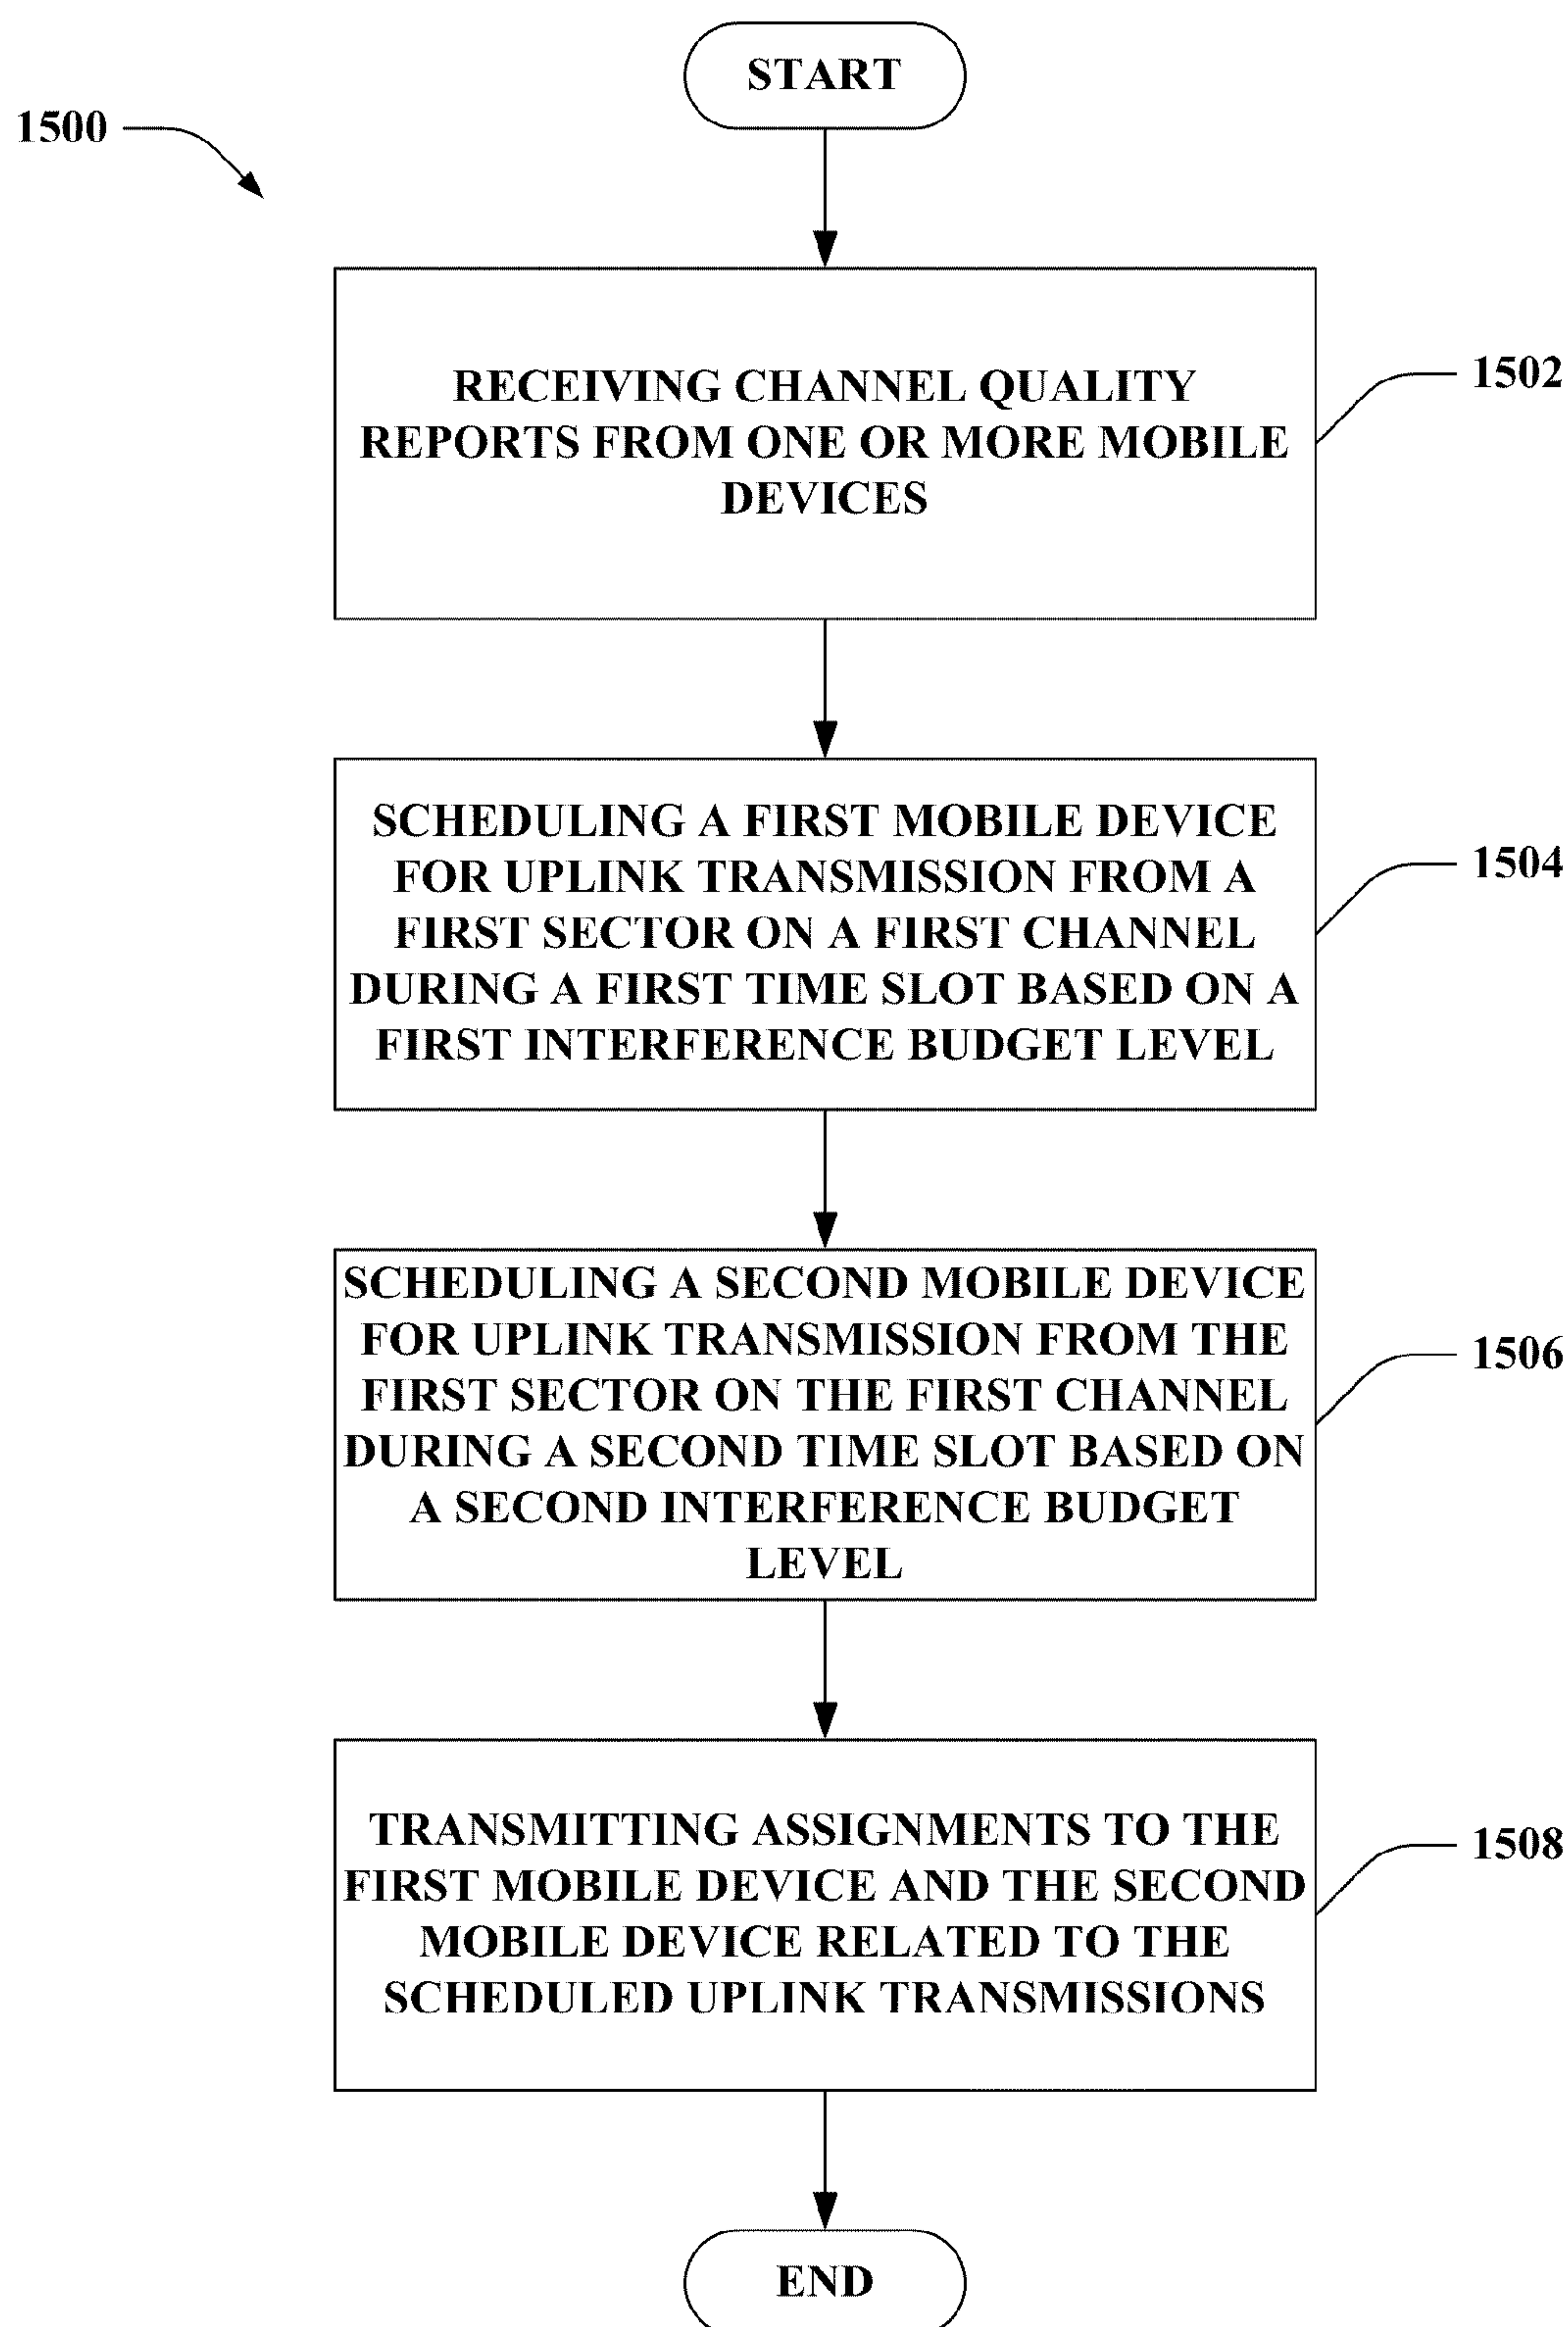 START
1500
RECEIVING CHANNEL QUALITY
REPORTS FROM ONE OR MORE MOBILE
DEVICES
1502
SCHEDULING A FIRST MOBILE DEVICE
FOR UPLINK TRANSMISSION FROM A
FIRST SECTOR ON A FIRST CHANNEL
DURING A FIRST TIME SLOT BASED ON A
FIRST INTERFERENCE BUDGET LEVEL
1504
SCHEDULING A SECOND MOBILE DEVICE
FOR UPLINK TRANSMISSION FROM THE
FIRST SECTOR ON THE FIRST CHANNEL
DURING A SECOND TIME SLOT BASED ON
A SECOND INTERFERENCE BUDGET
LEVEL
1506
TRANSMITTING ASSIGNMENTS TO THE
FIRST MOBILE DEVICE AND THE SECOND
MOBILE DEVICE RELATED TO THE
SCHEDULED UPLINK TRANSMISSIONS
1508
END